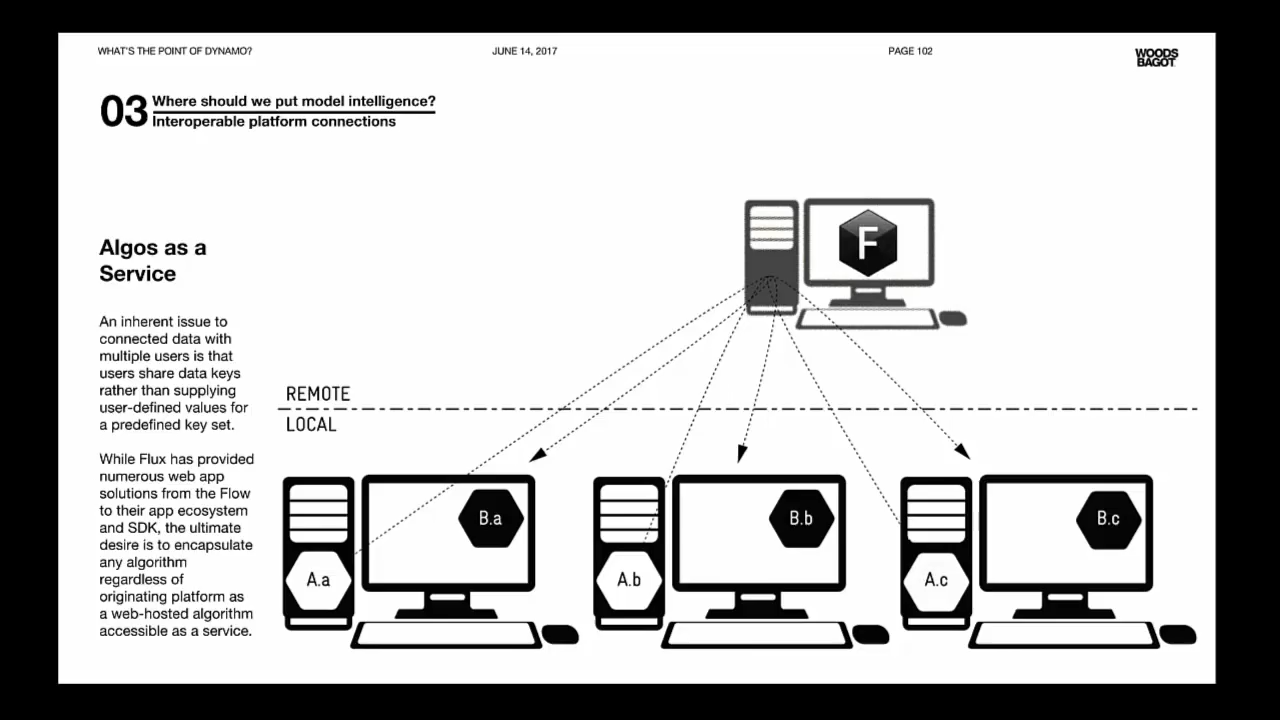 WHAT'S THE POINT OF DYNAMO?
JUNE 14, 2017
PAGE 102
WOODS
BAGOT
03
Where should we put model intelligence?
Interoperable platform connections
Algos as a
Service
An inherent issue to
connected data with
multiple users is that
users share data keys
rather than supplying
user-defined values for
a predefined key set.
While Flux has provided
numerous web app
solutions from the Flow
to their app ecosystem
and SDK, the ultimate
desire is to encapsulate
any algorithm
regardless of
originating platform as
a web-hosted algorithm
accessible as a service.
F
REMOTE
LOCAL
B.a
A.a
B.b
A.b
B.c
A.c